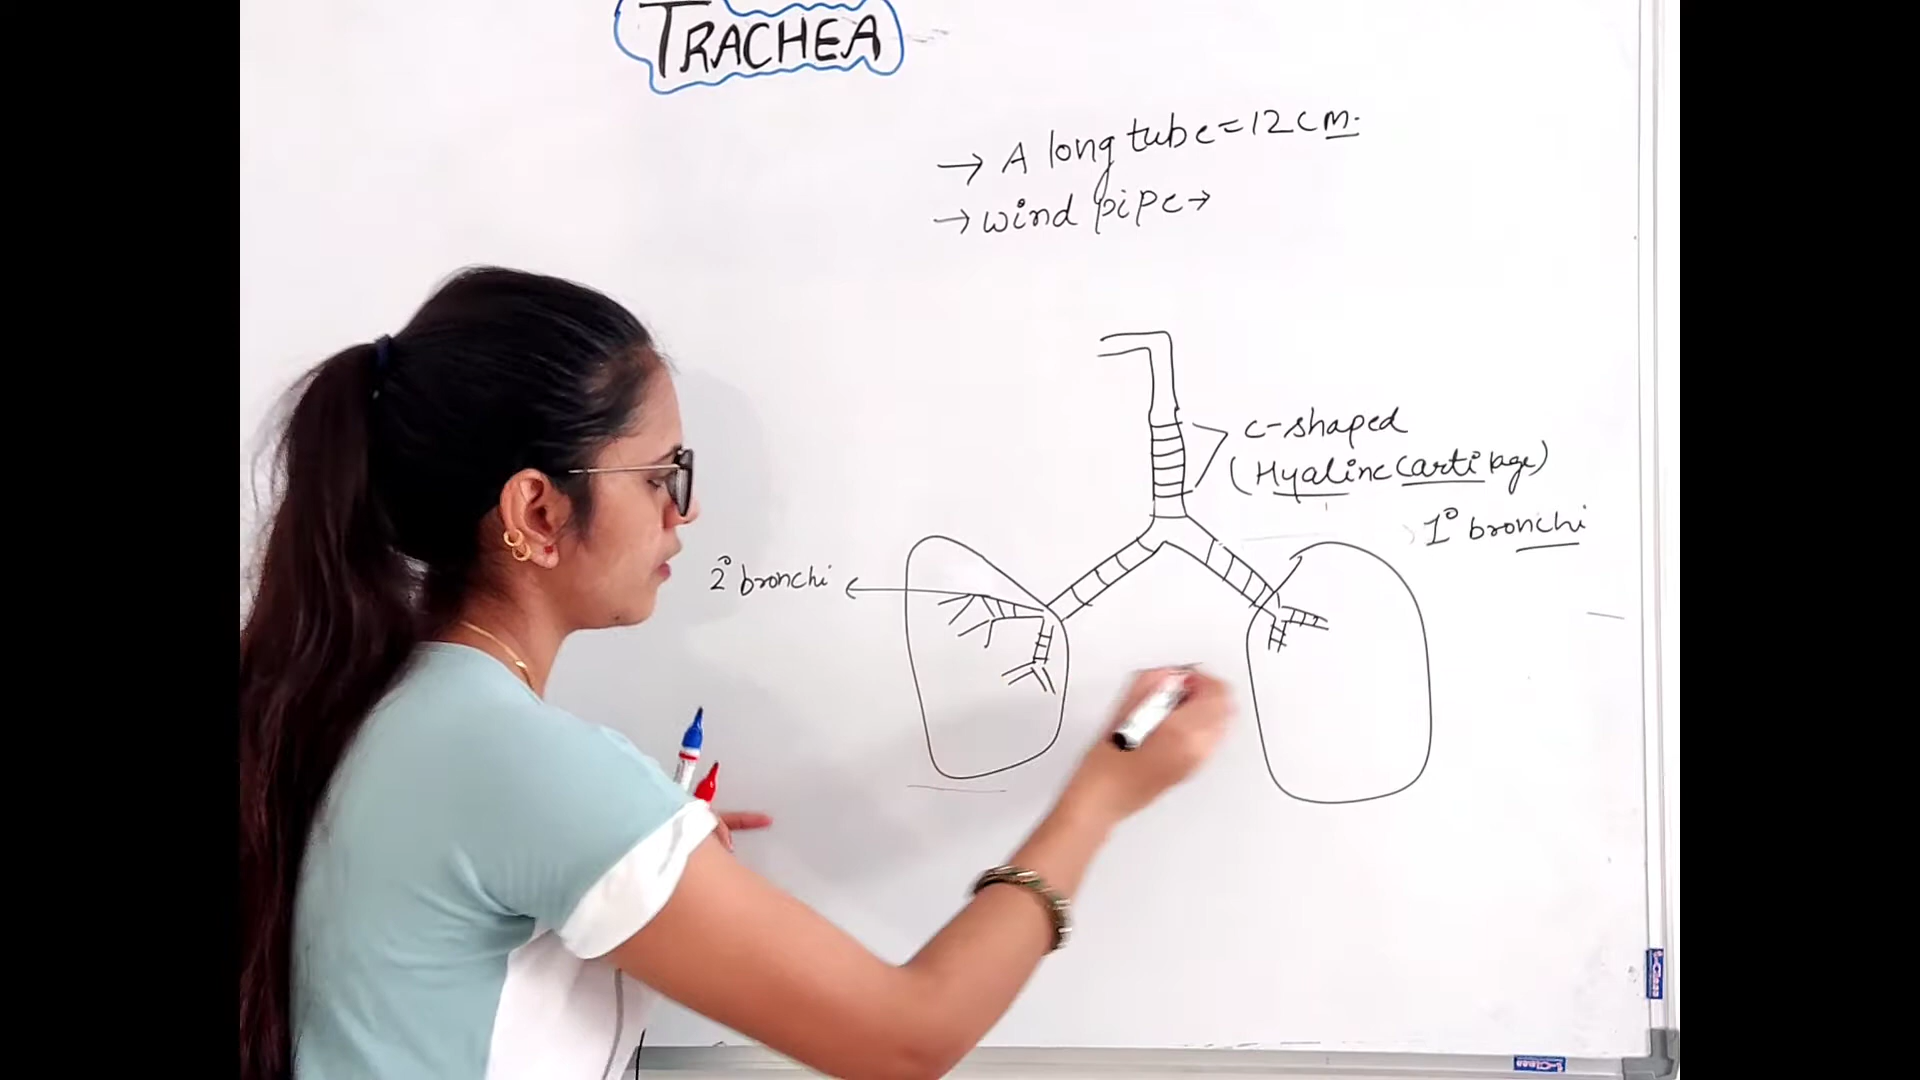 TRACHEA
→ A long tube = 12 cm.
→ wind pipe →
c-shaped
(Hyaline cartilage)
1° bronchi
2° bronchi